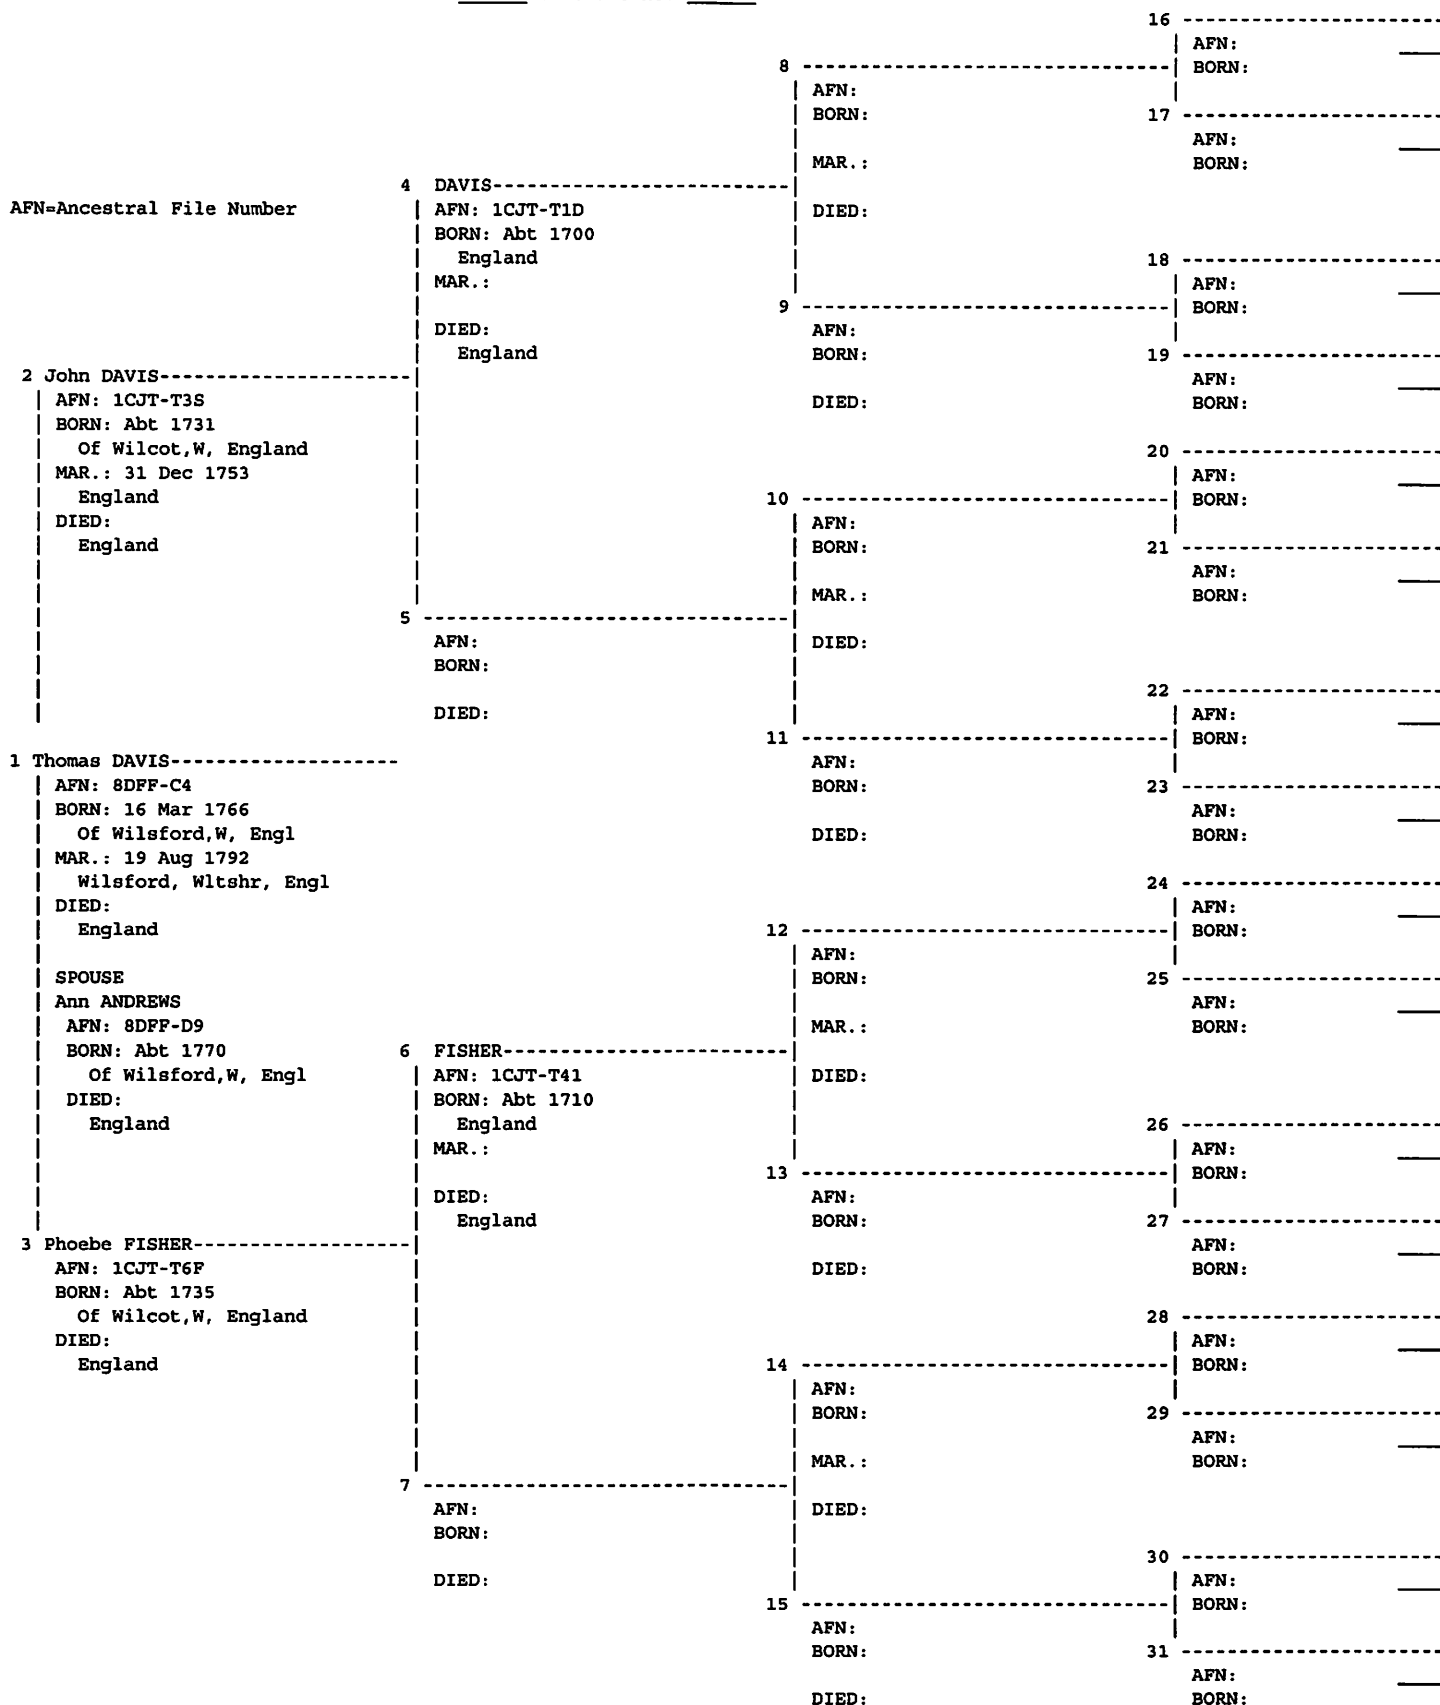 AFN=Ancestral File Number
2 John DAVIS
AFN: 1CJT-T3S
BORN: Abt 1731
Of Wilcot,W, England
MAR.: 31 Dec 1753
England
DIED:
England
1 Thomas DAVIS
AFN: 8DFF-C4
BORN: 16 Mar 1766
Of Wilsford,W, Engl
MAR.: 19 Aug 1792
Wilsford, Wltshr, Engl
DIED:
England
SPOUSE
Ann ANDREWS
AFN: 8DFF-D9
BORN: Abt 1770
Of Wilsford,W, Engl
DIED:
England
3 Phoebe FISHER
AFN: 1CJT-T6F
BORN: Abt 1735
Of Wilcot,W, England
DIED:
England
4 DAVIS
AFN: 1CJT-T1D
BORN: Abt 1700
England
MAR.:
DIED:
England
5
AFN:
BORN:
DIED:
6 FISHER
AFN: 1CJT-T41
BORN: Abt 1710
England
MAR.:
DIED:
England
7
AFN:
BORN:
DIED:
8
AFN:
BORN:
MAR.:
DIED:
9
AFN:
BORN:
DIED:
10
AFN:
BORN:
MAR.:
DIED:
11
AFN:
BORN:
DIED:
12
AFN:
BORN:
MAR.:
DIED:
13
AFN:
BORN:
DIED:
14
AFN:
BORN:
MAR.:
DIED:
15
AFN:
BORN:
DIED:
16
AFN:
BORN:
17
AFN:
BORN:
18
AFN:
BORN:
19
AFN:
BORN:
20
AFN:
BORN:
21
AFN:
BORN:
22
AFN:
BORN:
23
AFN:
BORN:
24
AFN:
BORN:
25
AFN:
BORN:
26
AFN:
BORN:
27
AFN:
BORN:
28
AFN:
BORN:
29
AFN:
BORN:
30
AFN:
BORN:
31
AFN:
BORN: